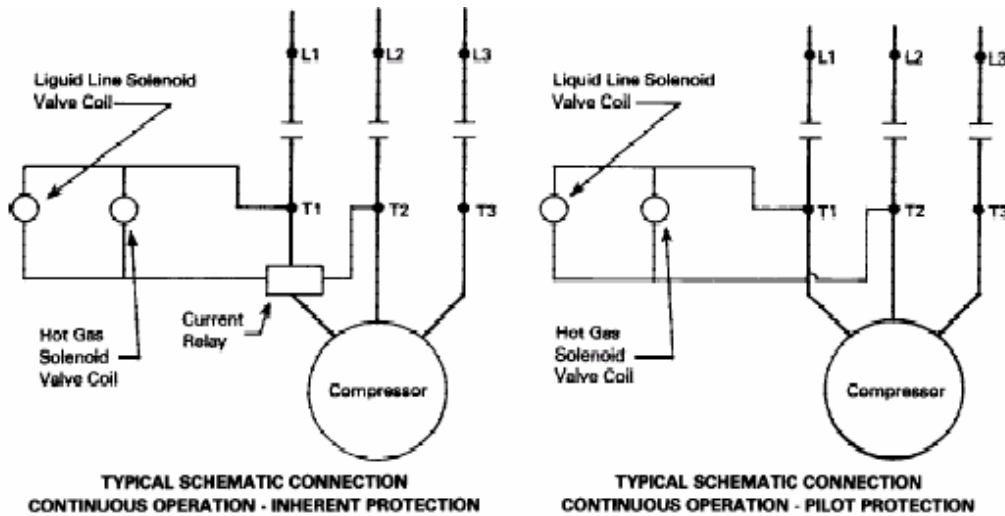 L1
L2
L3
Liguid Line Solenoid
Valve Coil
T1
T2
T3
Current
Relay
Hot Gas
Solenoid
Valve Coil
Compressor
TYPICAL SCHEMATIC CONNECTION
CONTINUOUS OPERATION - INHERENT PROTECTION
L1
L2
L3
Liquid Line Solenoid
Valve Coil
T1
T2
T3
Hot Gas
Solenoid
Valve Coil
Compressor
TYPICAL SCHEMATIC CONNECTION
CONTINUOUS OPERATION - PILOT PROTECTION